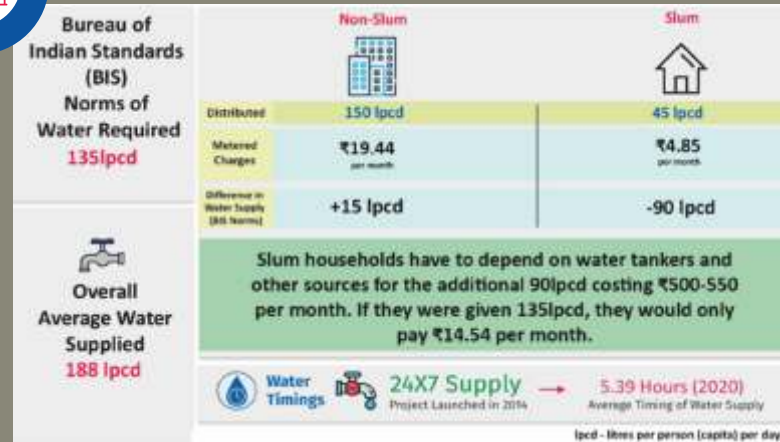 Bureau of
Indian Standards
(BIS)
Norms of
Water Required
135lpcd
Overall
Average Water
Supplied
188 lpcd
Non-Slum
Slum
Distributed
150 lpcd
45 lpcd
Metered
Charges
₹19.44
per month
₹4.85
per month
Difference in
Water Supply
(BIS Norms)
+15 lpcd
-90 lpcd
Slum households have to depend on water tankers and
other sources for the additional 90lpcd costing ₹500-550
per month. If they were given 135lpcd, they would only
pay ₹14.54 per month.
Water
Timings
24X7 Supply
Project Launched in 2014
5.39 Hours (2020)
Average Timing of Water Supply
lpcd - litres per person (capita) per day